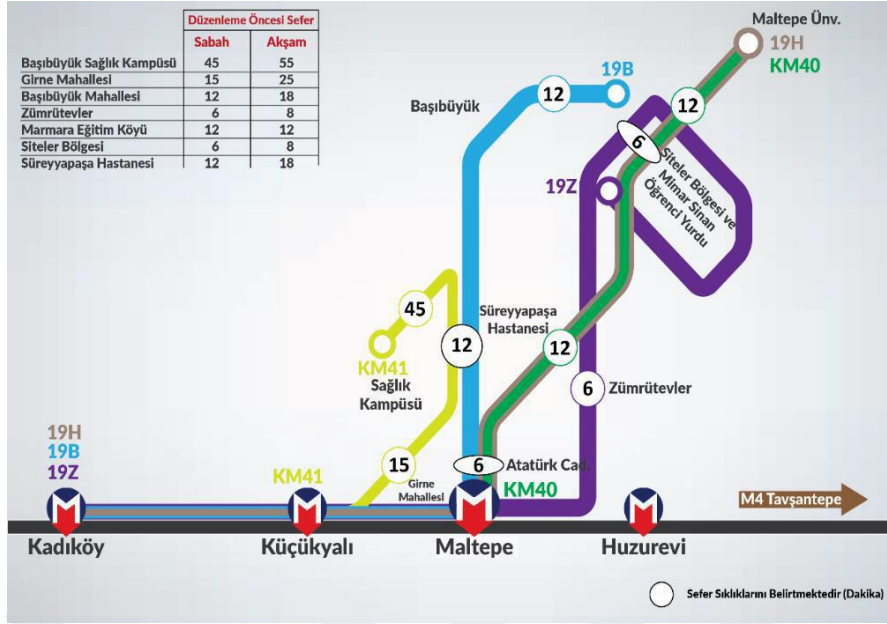 Düzenleme Öncesi Sefer
Sabah Akşam
Başıbüyük Sağlık Kampüsü 45 55
Girne Mahallesi 15 25
Başıbüyük Mahallesi 12 18
Zümrütevler 6 8
Marmara Eğitim Köyü 12 12
Siteler Bölgesi 6 8
Süreyyapaşa Hastanesi 12 18
Maltepe Ünv.
19H
KM40
19B
12
Başıbüyük
12
6
Siteler Bölgesi ve
Mimar Sinan
Öğrenci Yurdu
19Z
45
KM41
Sağlık
Kampüsü
12
Süreyyapaşa
Hastanesi
12
6
Zümrütevler
15
Girne
Mahallesi
6
Atatürk Cad.
KM40
19H
19B
19Z
KM41
M
M
M
M
M4 Tavşantepe
Kadıköy
Küçükyalı
Maltepe
Huzurevi
Sefer Sıklıklarını Belirtmektedir (Dakika)